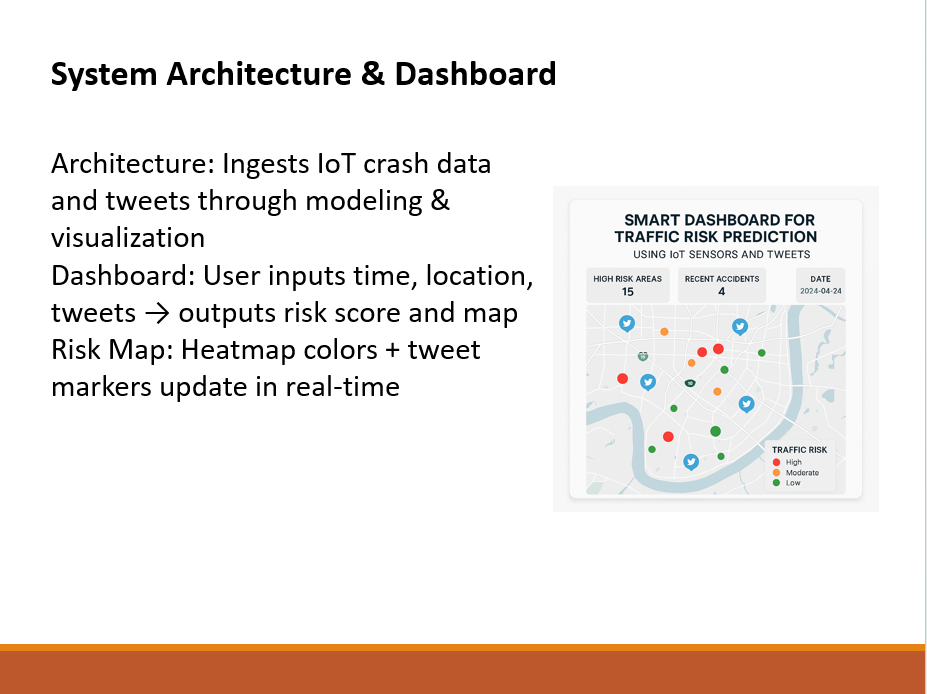 System Architecture & Dashboard
Architecture: Ingests IoT crash data
and tweets through modeling &
visualization
Dashboard: User inputs time, location,
tweets → outputs risk score and map
Risk Map: Heatmap colors + tweet
markers update in real-time
SMART DASHBOARD FOR
TRAFFIC RISK PREDICTION
USING IoT SENSORS AND TWEETS
HIGH RISK AREAS
15
RECENT ACCIDENTS
4
DATE
2024-04-24
TRAFFIC RISK
High
Moderate
Low